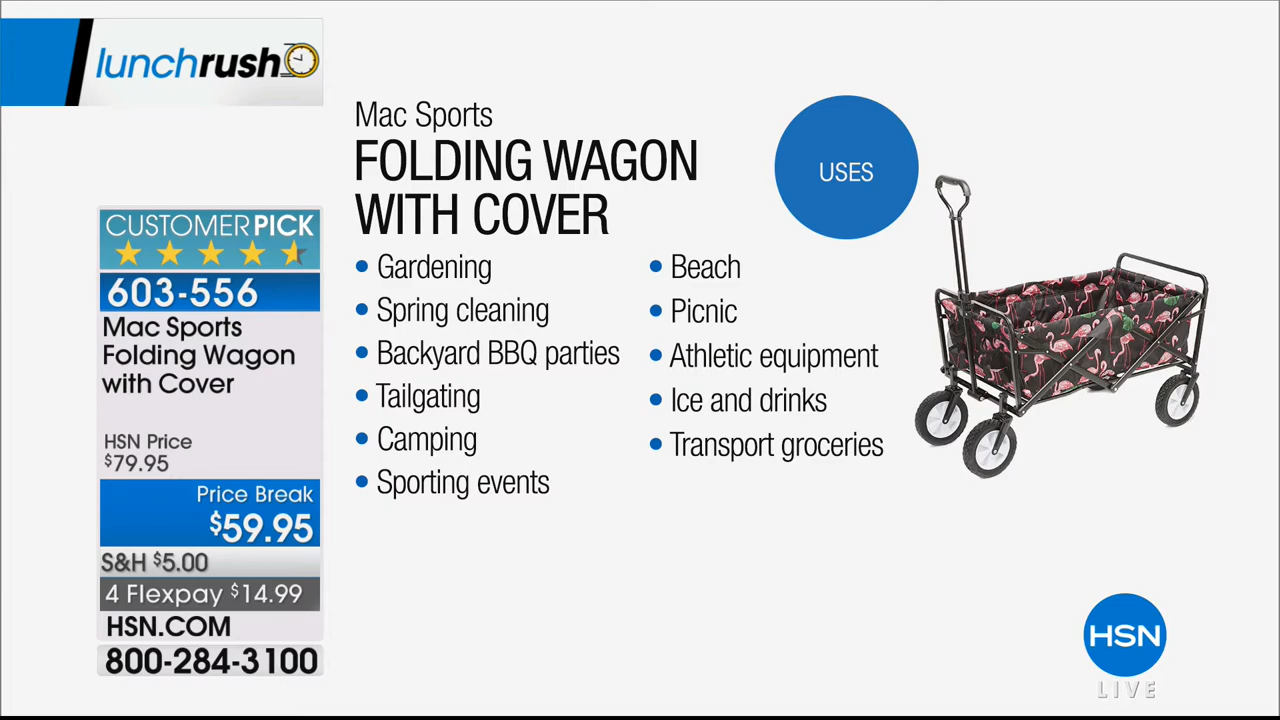 lunchrush
Mac Sports
FOLDING WAGON
WITH COVER
USES
• Gardening
• Spring cleaning
• Backyard BBQ parties
• Tailgating
• Camping
• Sporting events
• Beach
• Picnic
• Athletic equipment
• Ice and drinks
• Transport groceries
CUSTOMER PICK
603-556
Mac Sports
Folding Wagon
with Cover
HSN Price
$79.95
Price Break
$59.95
S&H $5.00
4 Flexpay $14.99
HSN.COM
800-284-3100
HSN
LIVE